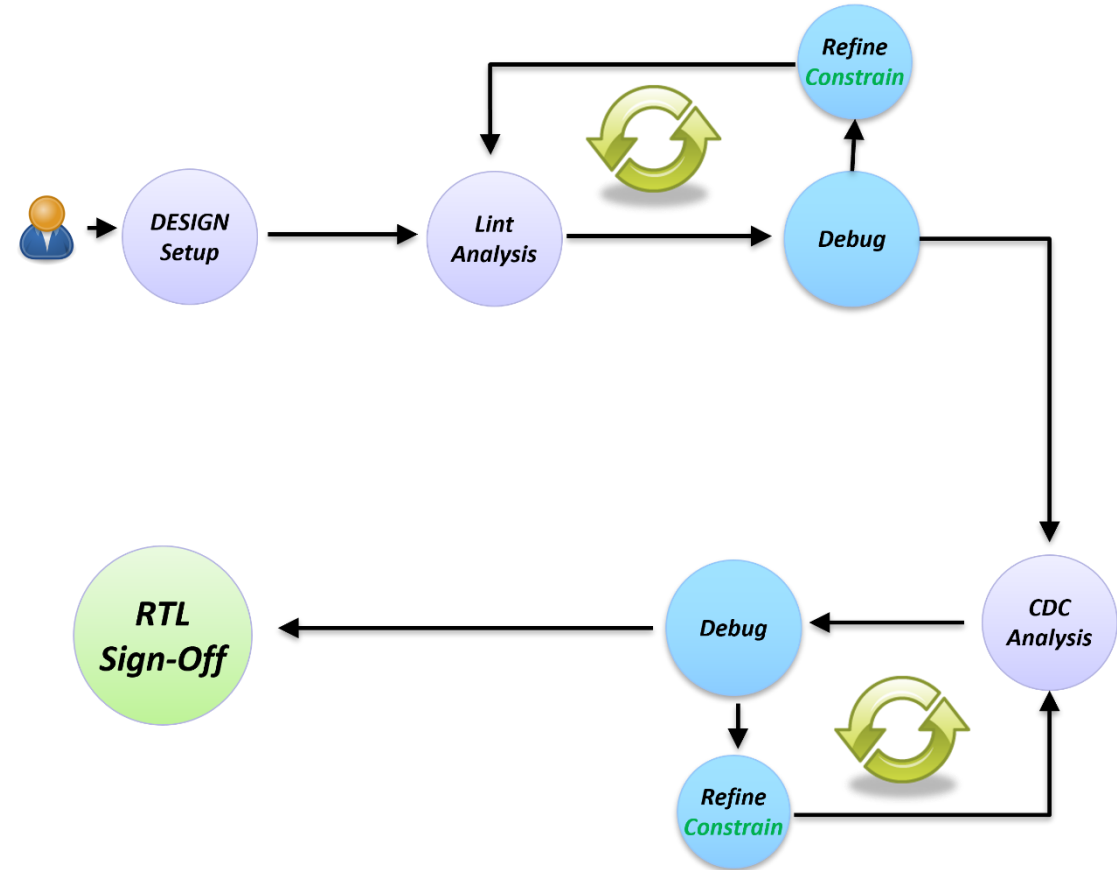 Refine
Constrain
DESIGN
Setup
Lint
Analysis
Debug
RTL
Sign-Off
Debug
CDC
Analysis
Refine
Constrain